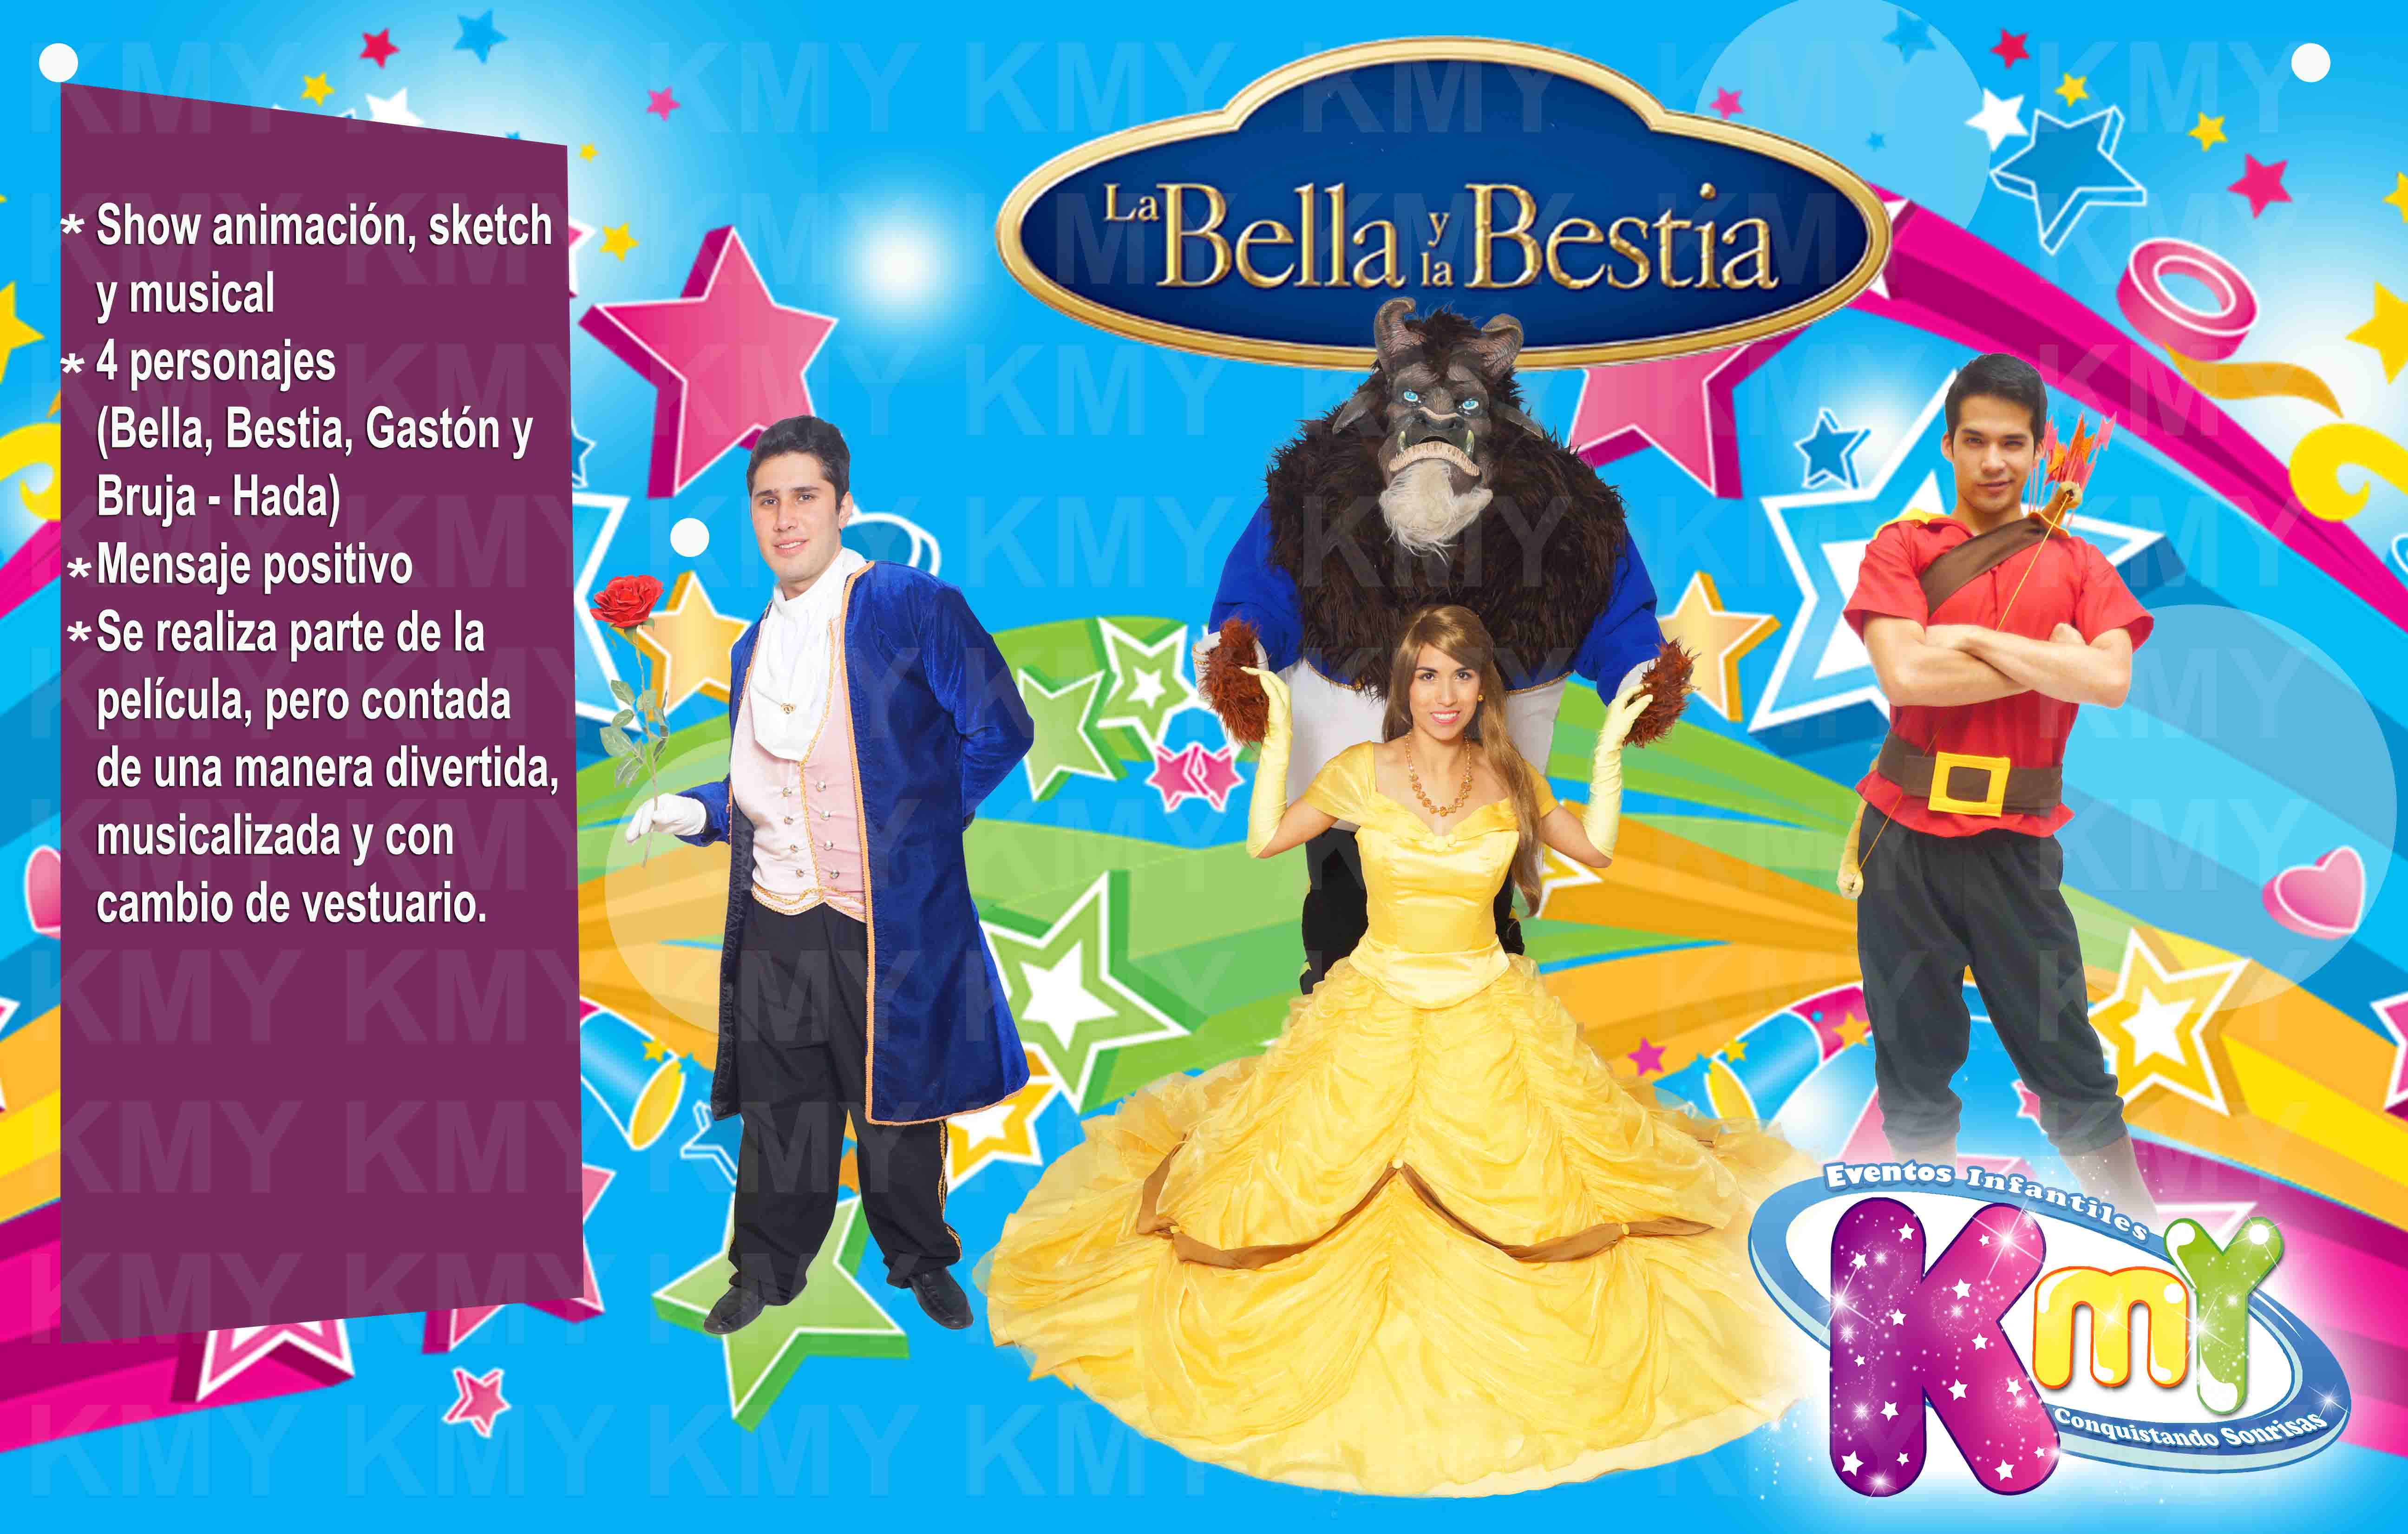 La Bella y la Bestia
* Show animación, sketch
y musical
* 4 personajes
(Bella, Bestia, Gastón y
Bruja - Hada)
* Mensaje positivo
* Se realiza parte de la
película, pero contada
de una manera divertida,
musicalizada y con
cambio de vestuario.
Eventos Infantiles
KmY
Conquistando Sonrisas